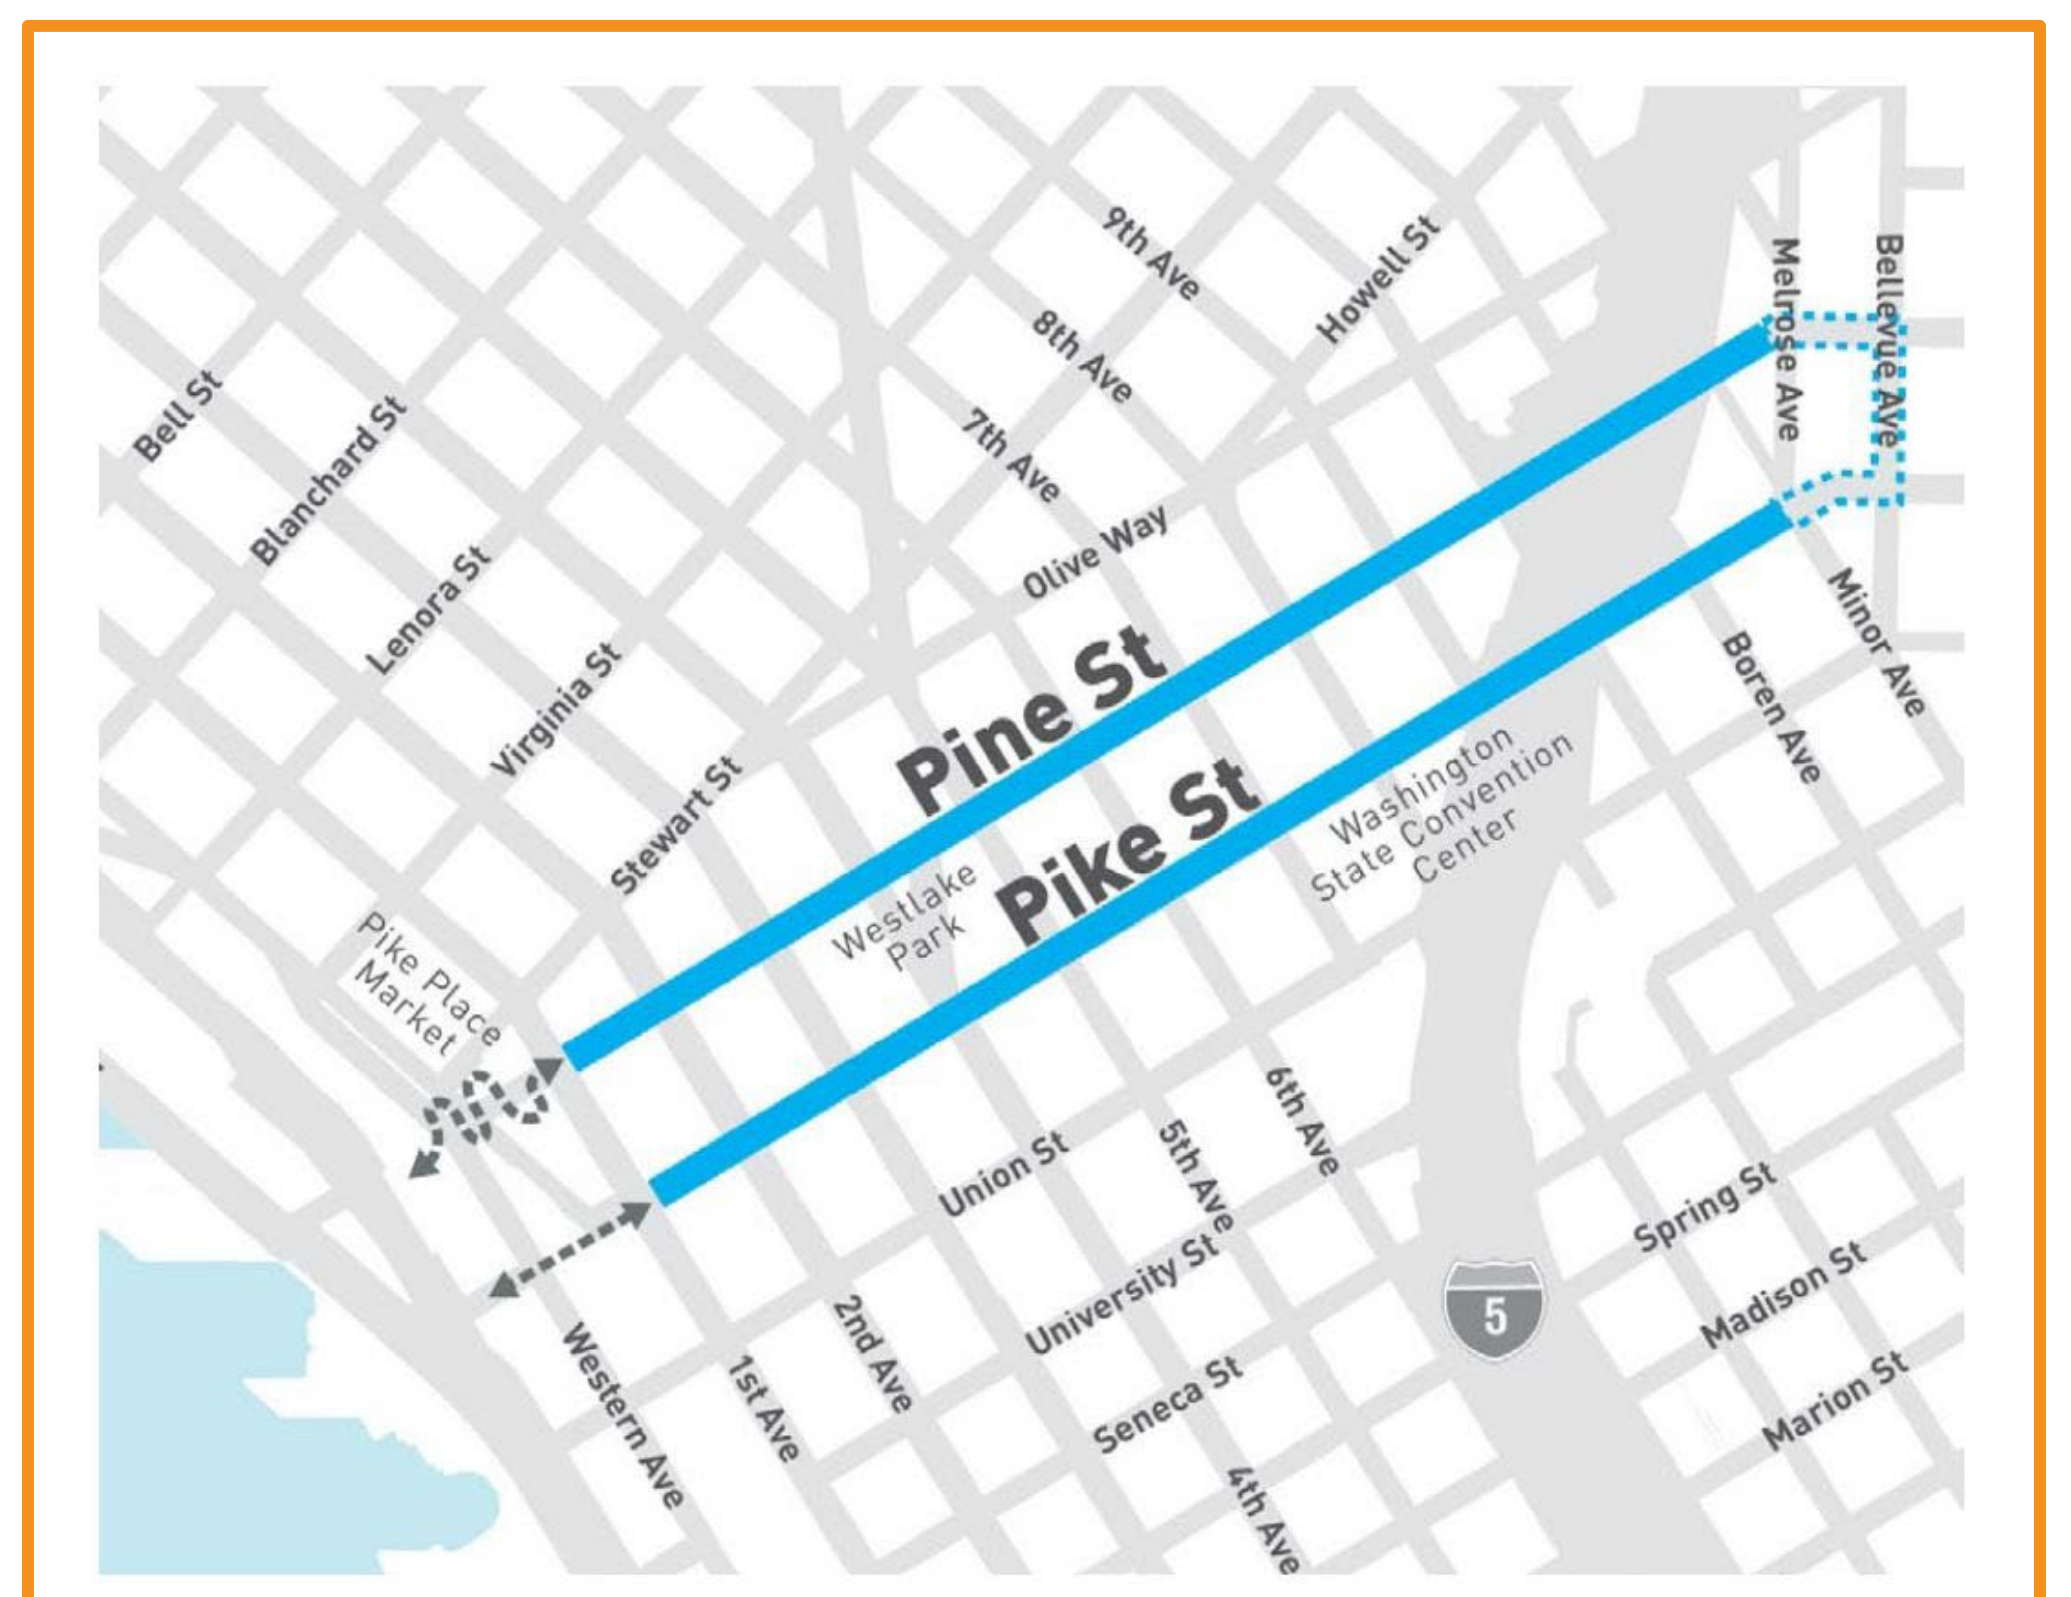 9th Ave
Howell St
Melrose Ave
Bellevue Ave
8th Ave
Bell St
Blanchard St
7th Ave
Olive Way
Lenora St
Minor Ave
Virginia St
Pine St
Boren Ave
Stewart St
Pike St
Washington
State Convention
Center
Westlake
Park
Pike Place
Market
6th Ave
5th Ave
Union St
Spring St
University St
Madison St
5
2nd Ave
Western Ave
1st Ave
Seneca St
Marion St
4th Ave